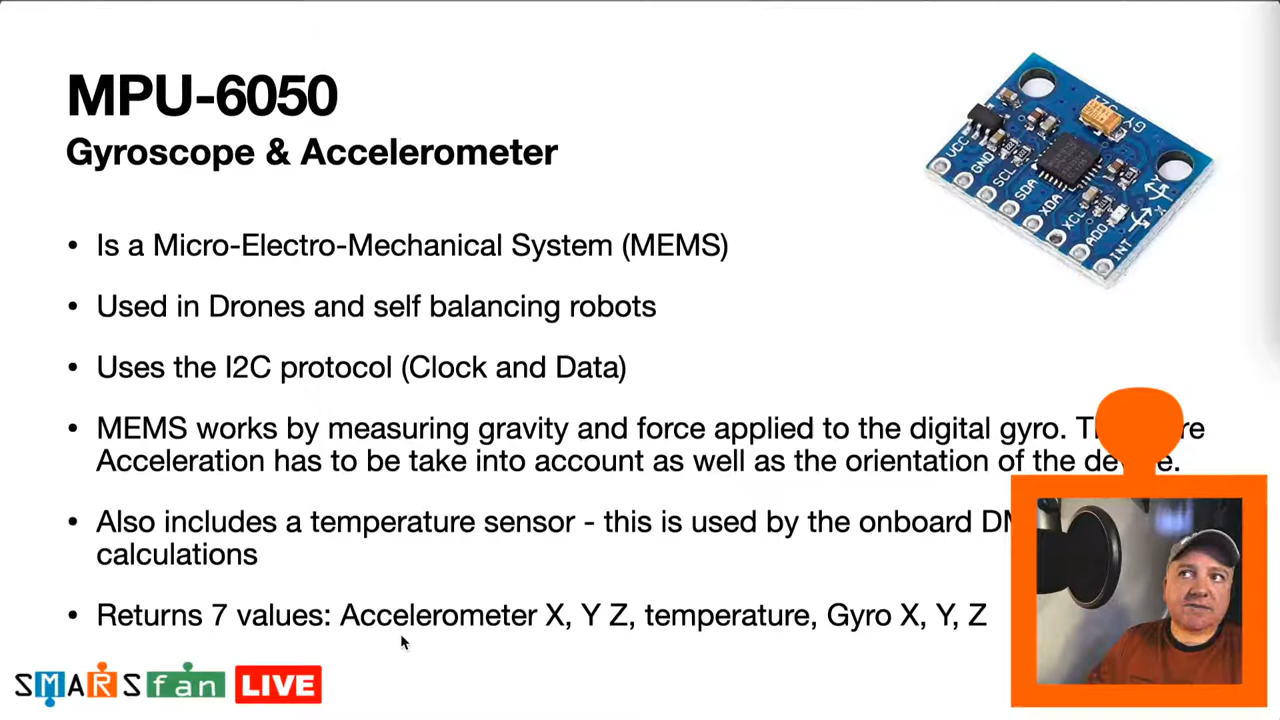 MPU-6050
Gyroscope & Accelerometer
• Is a Micro-Electro-Mechanical System (MEMS)
• Used in Drones and self balancing robots
• Uses the I2C protocol (Clock and Data)
• MEMS works by measuring gravity and force applied to the digital gyro.
Acceleration has to be take into account as well as the orientation of the
• Also includes a temperature sensor - this is used by the onboard
calculations
• Returns 7 values: Accelerometer X, Y Z, temperature, Gyro X, Y, Z
VCC
GND
SCL
SDA
XDA
XCL
AD0
INT
Y
X
SMARSfan LIVE